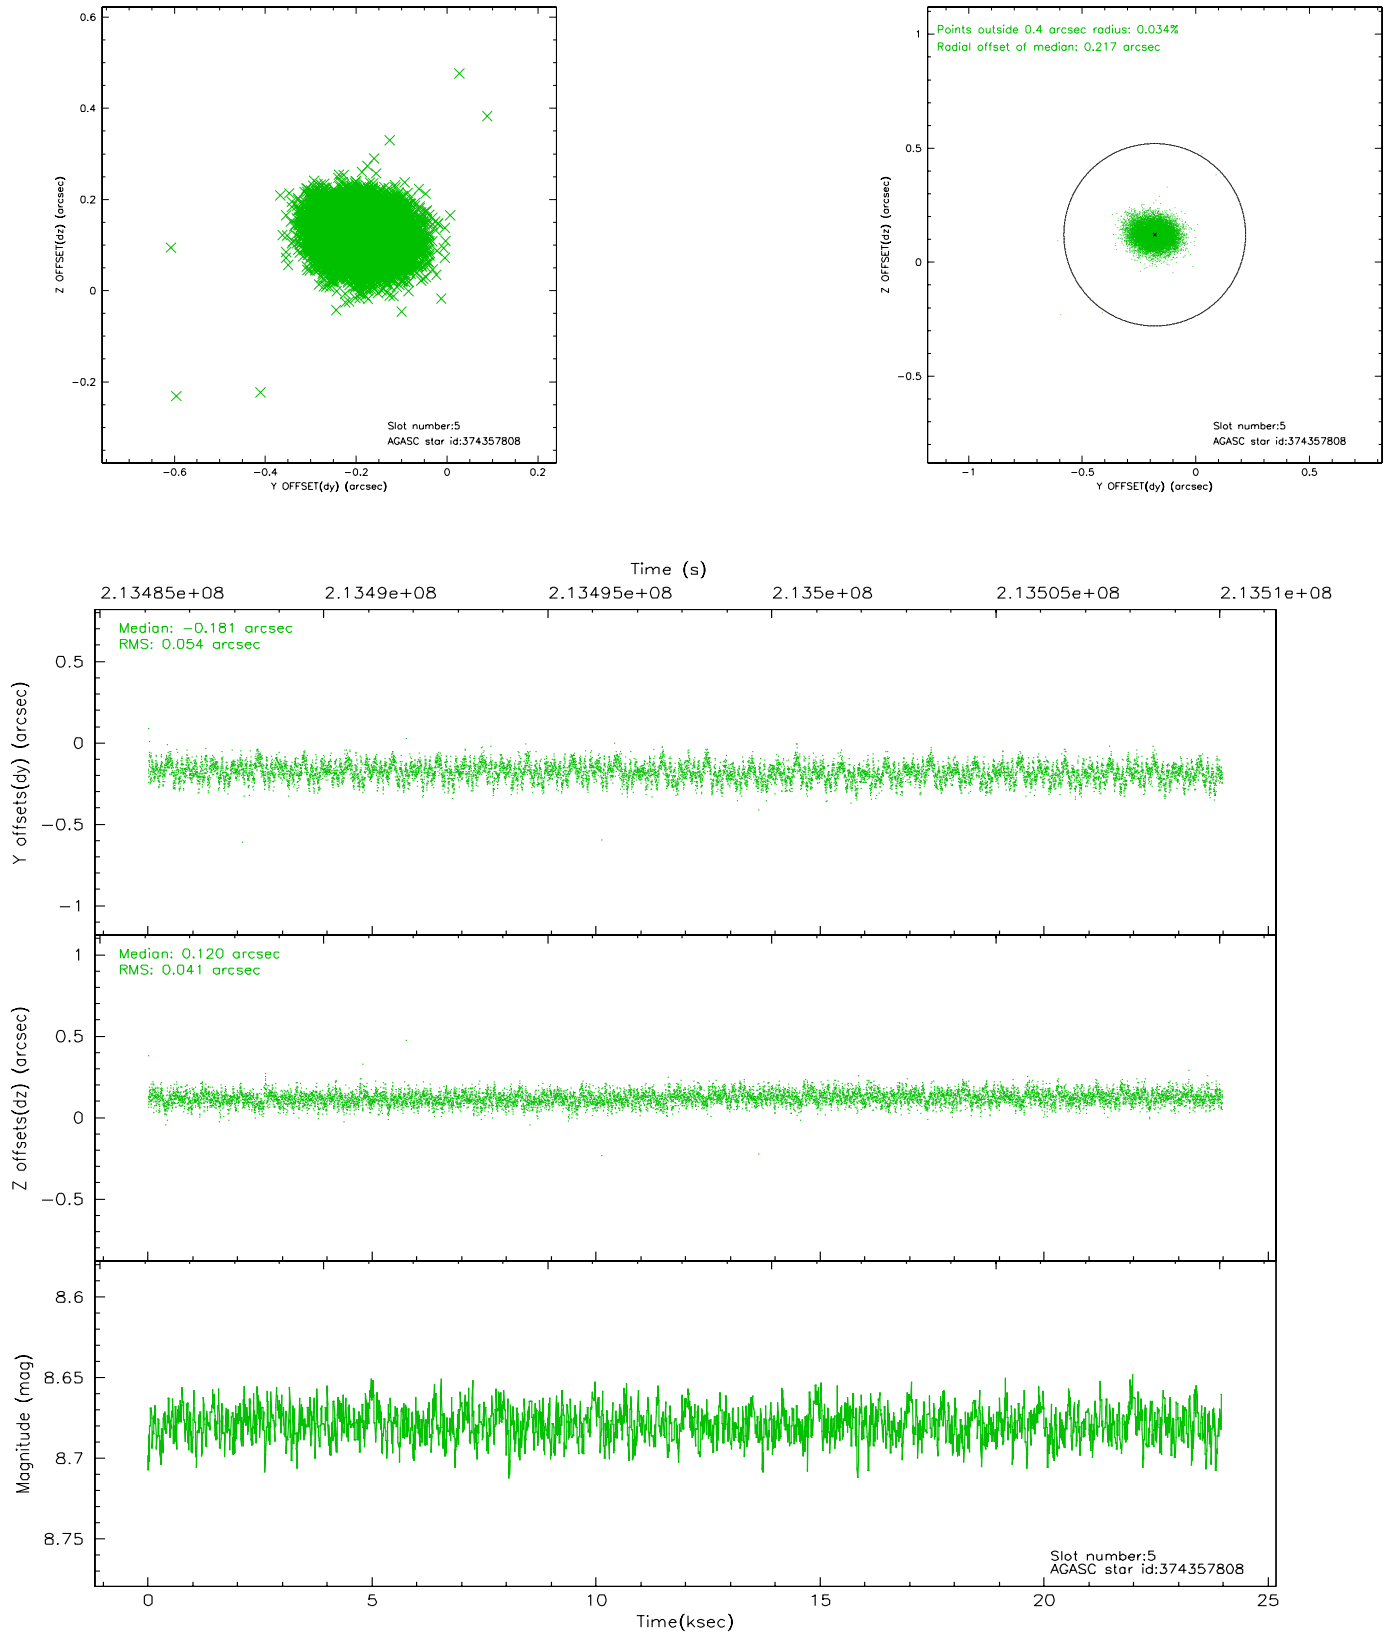 0.6
0.4
0.2
0
−0.2
Z OFFSET(dz) (arcsec)
Slot number:5
AGASC star id:374357808
−0.6
−0.4
−0.2
0
0.2
Y OFFSET(dy) (arcsec)
Points outside 0.4 arcsec radius: 0.034%
Radial offset of median: 0.217 arcsec
1
0.5
0
−0.5
Z OFFSET(dz) (arcsec)
Slot number:5
AGASC star id:374357808
−1
−0.5
0
0.5
Y OFFSET(dy) (arcsec)
Time (s)
2.13485e+08
2.1349e+08
2.13495e+08
2.135e+08
2.13505e+08
2.1351e+08
Median: −0.181 arcsec
RMS: 0.054 arcsec
0.5
0
−0.5
−1
Y offsets(dy) (arcsec)
Median: 0.120 arcsec
RMS: 0.041 arcsec
1
0.5
0
−0.5
Z offsets(dz) (arcsec)
8.6
8.65
8.7
8.75
Magnitude (mag)
Slot number:5
AGASC star id:374357808
0
5
10
15
20
25
Time(ksec)